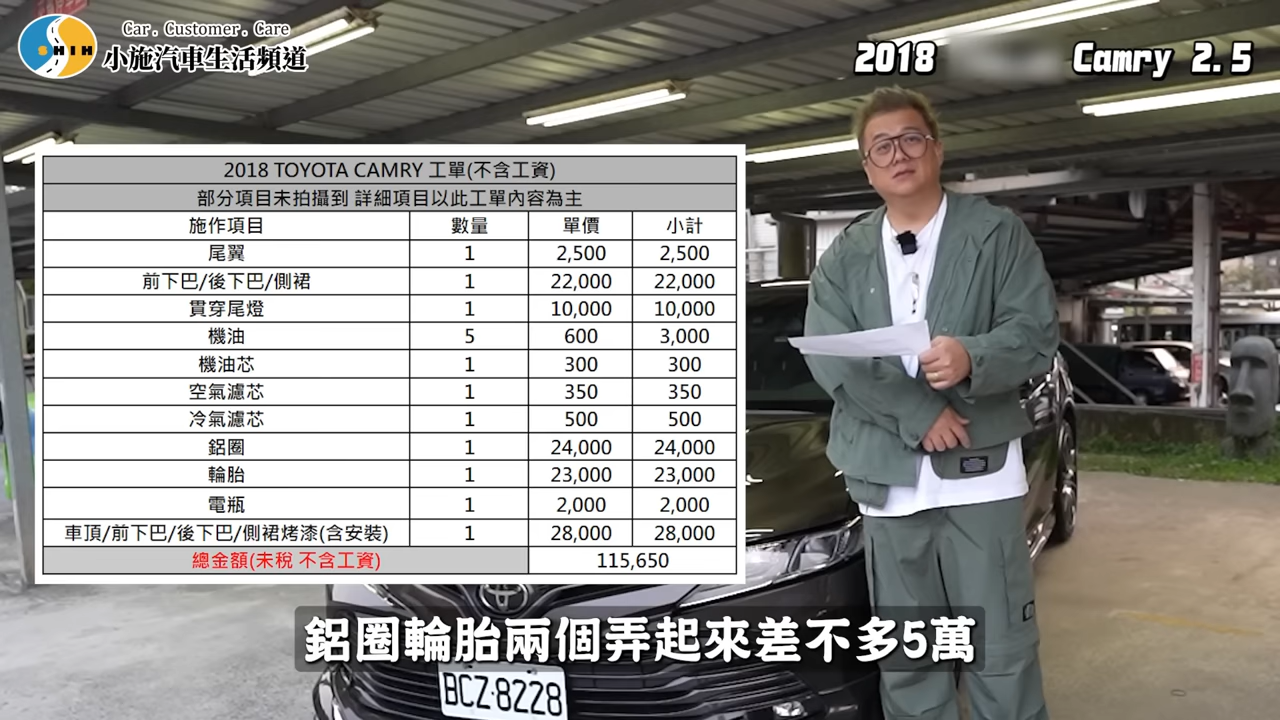 Car. Customer. Care
SHIH
小施汽車生活頻道
2018 Camry 2.5
2018 TOYOTA CAMRY 工單(不含工資)
部分項目未拍攝到 詳細項目以此工單內容為主
施作項目 數量 單價 小計
尾翼 1 2,500 2,500
前下巴/後下巴/側裙 1 22,000 22,000
貫穿尾燈 1 10,000 10,000
機油 5 600 3,000
機油芯 1 300 300
空氣濾芯 1 350 350
冷氣濾芯 1 500 500
鋁圈 1 24,000 24,000
輪胎 1 23,000 23,000
電瓶 1 2,000 2,000
車頂/前下巴/後下巴/側裙烤漆(含安裝) 1 28,000 28,000
總金額(未稅 不含工資) 115,650
鋁圈輪胎兩個弄起來差不多5萬
BCZ-8228